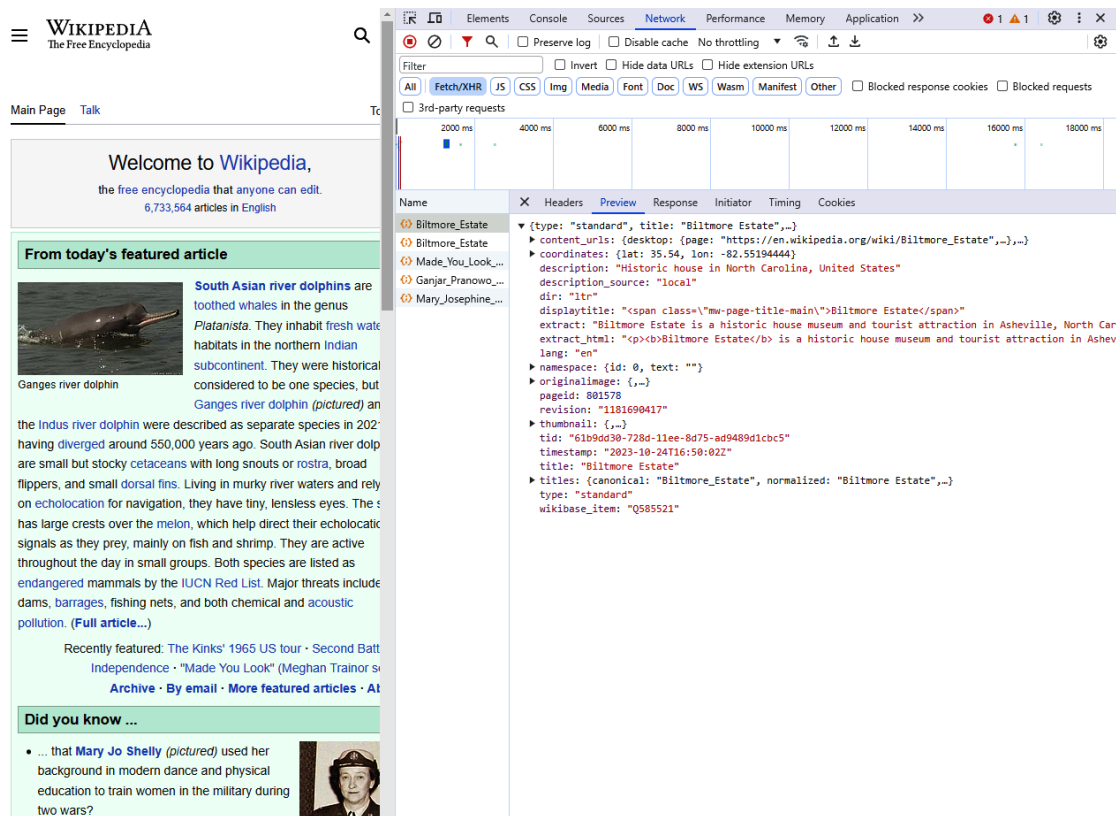 WIKIPEDIA
The Free Encyclopedia
Main Page Talk
Welcome to Wikipedia,
the free encyclopedia that anyone can edit.
6,733,564 articles in English
From today's featured article
South Asian river dolphins are
toothed whales in the genus
Platanista. They inhabit fresh
habitats in the northern Indian
subcontinent. They were
considered to be one species, but
Ganges river dolphin (pictured)
Ganges river dolphin
the Indus river dolphin were described as separate species in
having diverged around 550,000 years ago. South Asian river
are small but stocky cetaceans with long snouts or rostra, broad
flippers, and small dorsal fins. Living in murky river waters and rely
on echolocation for navigation, they have tiny, lensless eyes. The
has large crests over the melon, which help direct their
signals as they prey, mainly on fish and shrimp. They are active
throughout the day in small groups. Both species are listed as
endangered mammals by the IUCN Red List. Major threats include
dams, barrages, fishing nets, and both chemical and acoustic
pollution. (Full article...)
Recently featured: The Kinks' 1965 US tour · Second
Independence · "Made You Look" (Meghan Trainor
Archive · By email · More featured articles ·
Did you know ...
... that Mary Jo Shelly (pictured) used her
background in modern dance and physical
education to train women in the military during
two wars?
Elements Console Sources Network Performance Memory Application 1 1
Preserve log Disable cache No throttling
Filter Invert Hide data URLs Hide extension URLs
All Fetch/XHR JS CSS Img Media Font Doc WS Wasm Manifest Other Blocked response cookies Blocked requests
3rd-party requests
2000 ms 4000 ms 6000 ms 8000 ms 10000 ms 12000 ms 14000 ms 16000 ms 18000 ms
Name
Biltmore_Estate
Biltmore_Estate
Made_You_Look_...
Ganjar_Pranowo_...
Mary_Josephine_...
Headers Preview Response Initiator Timing Cookies
{type: "standard", title: "Biltmore Estate",…}
content_urls: {desktop: {page: "https://en.wikipedia.org/wiki/Biltmore_Estate",…},…}
coordinates: {lat: 35.54, lon: -82.55194444}
description: "Historic house in North Carolina, United States"
description_source: "local"
dir: "ltr"
displaytitle: "<span class=\"mw-page-title-main\">Biltmore Estate</span>"
extract: "Biltmore Estate is a historic house museum and tourist attraction in Asheville, North
extract_html: "<p><b>Biltmore Estate</b> is a historic house museum and tourist attraction in
lang: "en"
namespace: {id: 0, text: ""}
originalimage: {,…}
pageid: 801578
revision: "1181690417"
thumbnail: {,…}
tid: "61b9dd30-728d-11ee-8d75-ad9489d1cbc5"
timestamp: "2023-10-24T16:50:02Z"
title: "Biltmore Estate"
titles: {canonical: "Biltmore_Estate", normalized: "Biltmore Estate",…}
type: "standard"
wikibase_item: "Q585521"